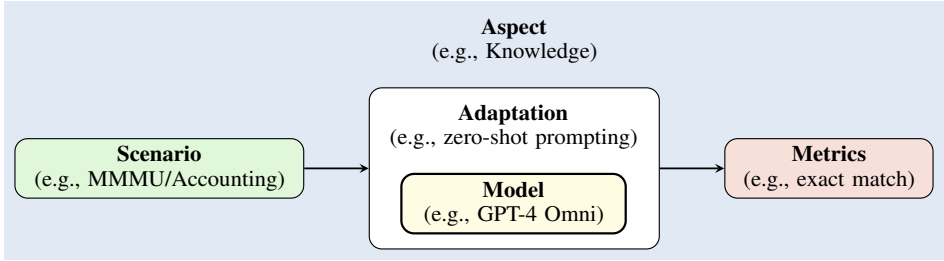 Aspect
(e.g., Knowledge)
Adaptation
(e.g., zero-shot prompting)
Scenario
(e.g., MMMU/Accounting)
Model
(e.g., GPT-4 Omni)
Metrics
(e.g., exact match)